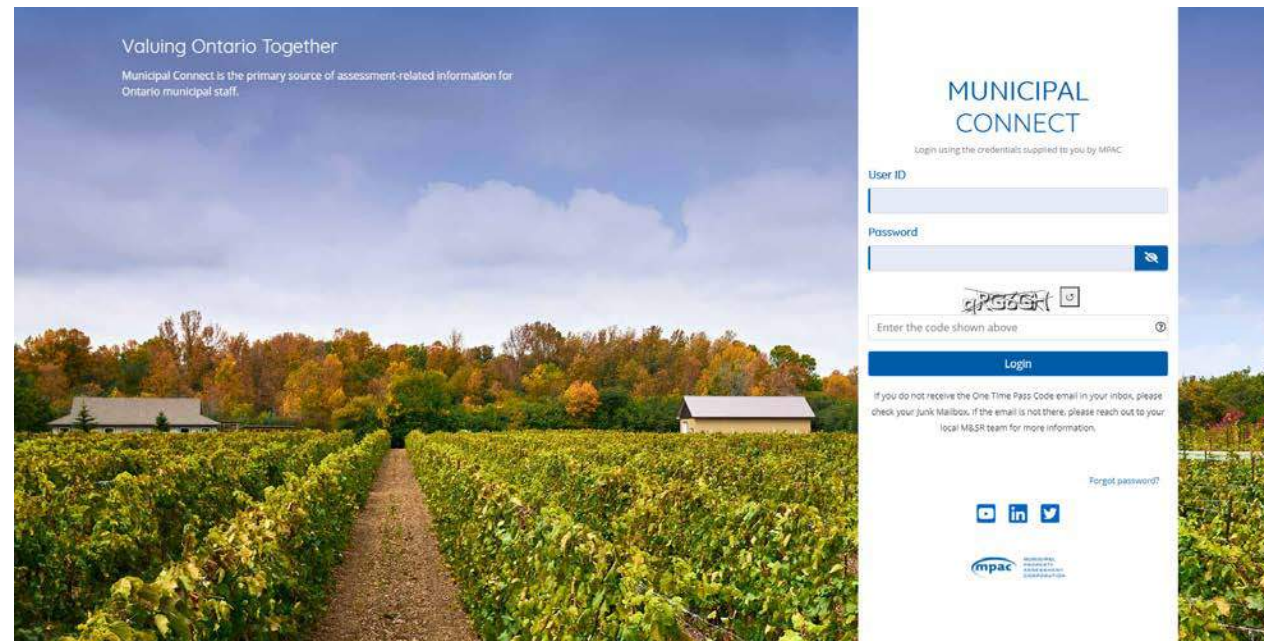 Valuing Ontario Together
Municipal Connect is the primary source of assessment-related information for
Ontario municipal staff.
MUNICIPAL
CONNECT
Login using the credentials supplied to you by MPAC
User ID
Password
Enter the code shown above
Login
If you do not receive the One Time Pass Code email in your inbox, please
check your Junk Mailbox. If the email is not there, please reach out to your
local M&SR team for more information.
Forgot password?
mpac
MUNICIPAL
PROPERTY
ASSESSMENT
CORPORATION